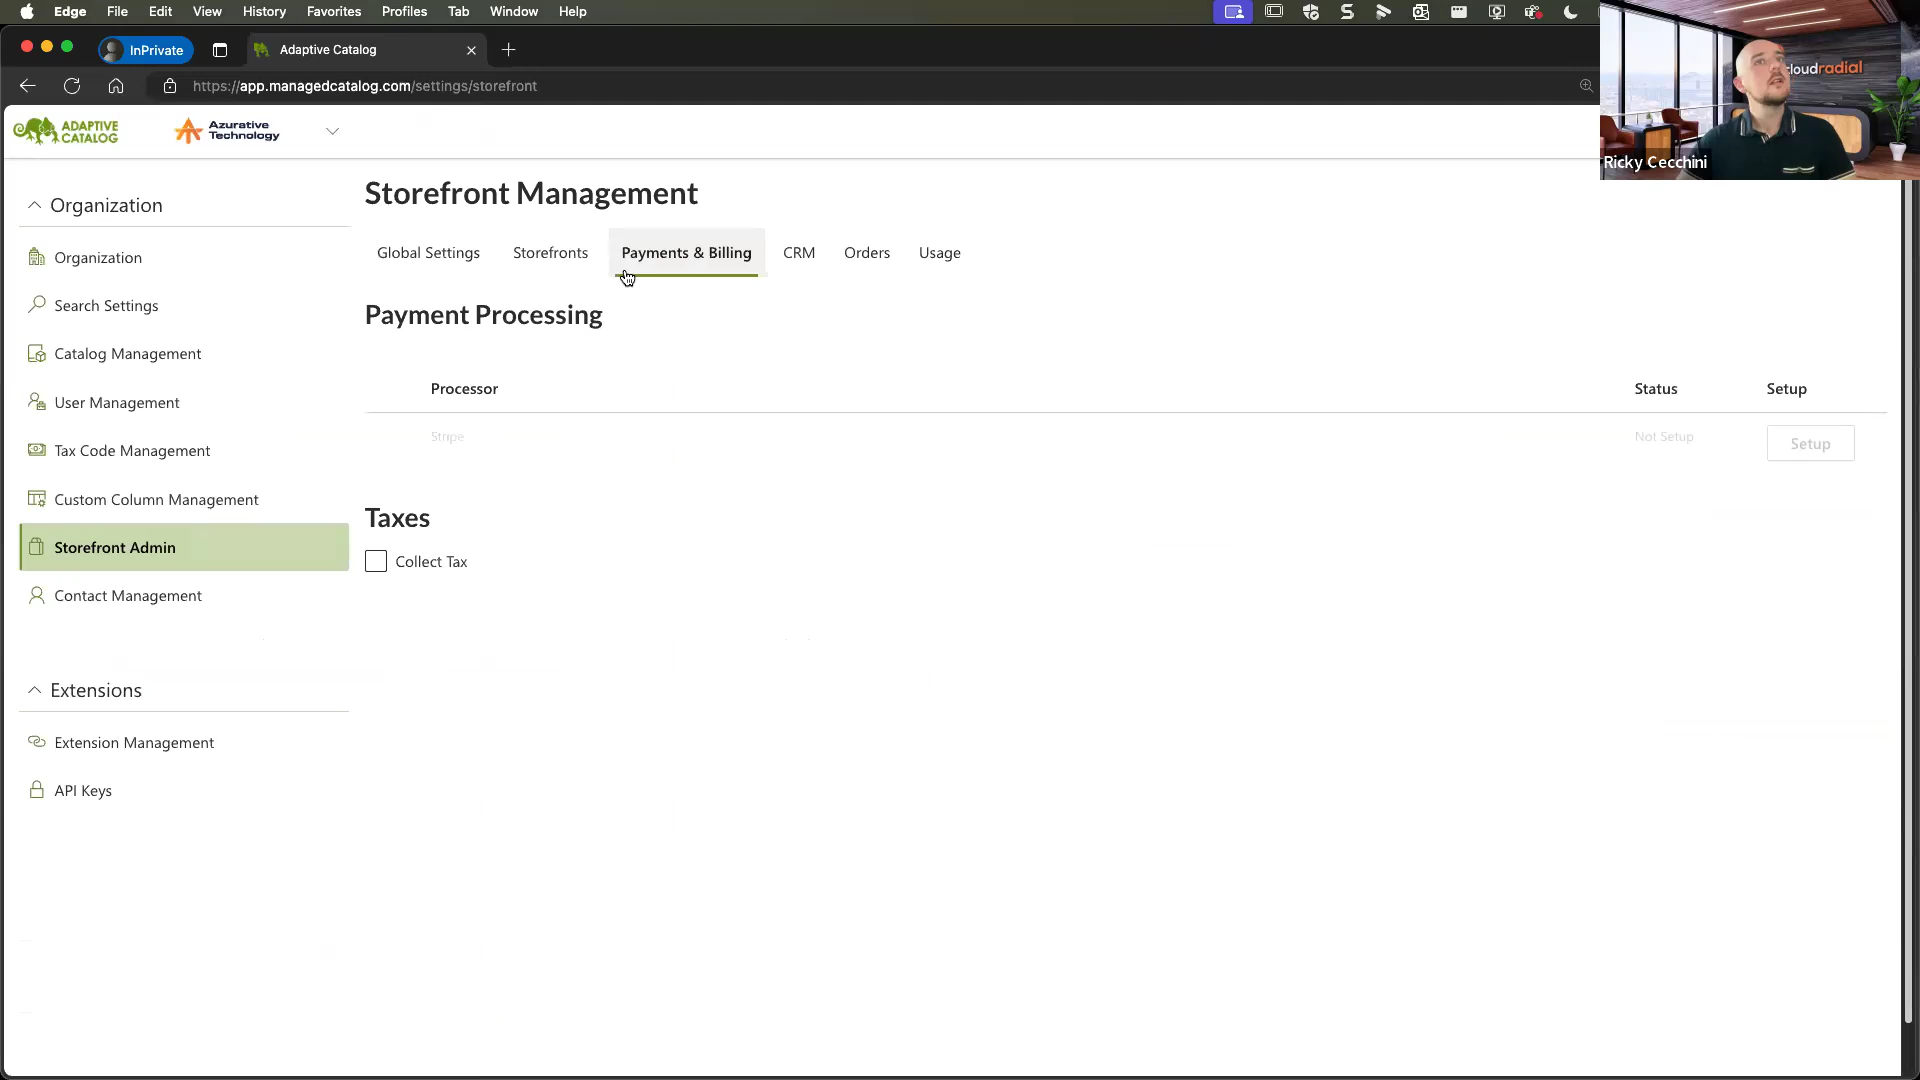 Edge File Edit View History Favorites Profiles Tab Window Help
InPrivate
Adaptive Catalog
https://app.managedcatalog.com/settings/storefront
cloudradial
Ricky Cecchini
ADAPTIVE
CATALOG
Azurative
Technology
Organization
Organization
Search Settings
Catalog Management
User Management
Tax Code Management
Custom Column Management
Storefront Admin
Contact Management
Extensions
Extension Management
API Keys
Storefront Management
Global Settings Storefronts Payments & Billing CRM Orders Usage
Payment Processing
Processor Status Setup
Stripe Not Setup Setup
Taxes
Collect Tax